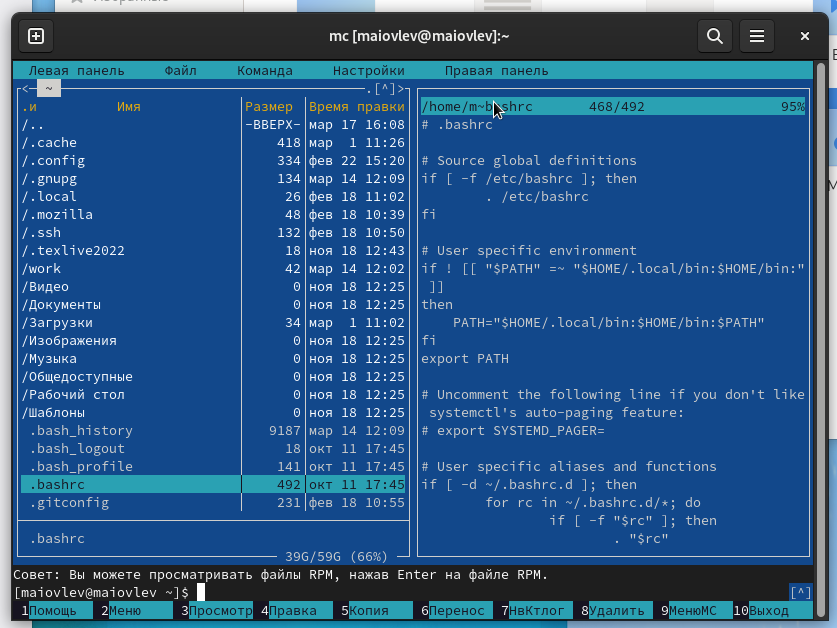 mc [maiovlev@maiovlev]:~
Левая панель Файл Команда Настройки Правая панель
<- ~ .[^]>
.и Имя Размер Время правки
/.. -ВВЕРХ- мар 17 16:08
/.cache 418 мар 1 11:26
/.config 334 фев 22 15:20
/.gnupg 134 мар 14 12:09
/.local 26 фев 18 11:02
/.mozilla 48 фев 18 10:39
/.ssh 132 фев 18 10:50
/.texlive2022 18 ноя 18 12:43
/work 42 мар 14 12:02
/Видео 0 ноя 18 12:25
/Документы 0 ноя 18 12:25
/Загрузки 34 мар 1 11:02
/Изображения 0 ноя 18 12:25
/Музыка 0 ноя 18 12:25
/Общедоступные 0 ноя 18 12:25
/Рабочий стол 0 ноя 18 12:25
/Шаблоны 0 ноя 18 12:25
.bash_history 9187 мар 14 12:09
.bash_logout 18 окт 11 17:45
.bash_profile 141 окт 11 17:45
.bashrc 492 окт 11 17:45
.gitconfig 231 фев 18 10:55
.bashrc
39G/59G (66%)
/home/m~bashrc 468/492 95%
# .bashrc
# Source global definitions
if [ -f /etc/bashrc ]; then
. /etc/bashrc
fi
# User specific environment
if ! [[ "$PATH" =~ "$HOME/.local/bin:$HOME/bin:"
]]
then
PATH="$HOME/.local/bin:$HOME/bin:$PATH"
fi
export PATH
# Uncomment the following line if you don't like
systemctl's auto-paging feature:
# export SYSTEMD_PAGER=
# User specific aliases and functions
if [ -d ~/.bashrc.d ]; then
for rc in ~/.bashrc.d/*; do
if [ -f "$rc" ]; then
. "$rc"
Совет: Вы можете просматривать файлы RPM, нажав Enter на файле RPM.
[maiovlev@maiovlev ~]$ [^]
1Помощь 2Меню 3Просмотр 4Правка 5Копия 6Перенос 7НвКтлог 8Удалить 9МенюМС 10Выход